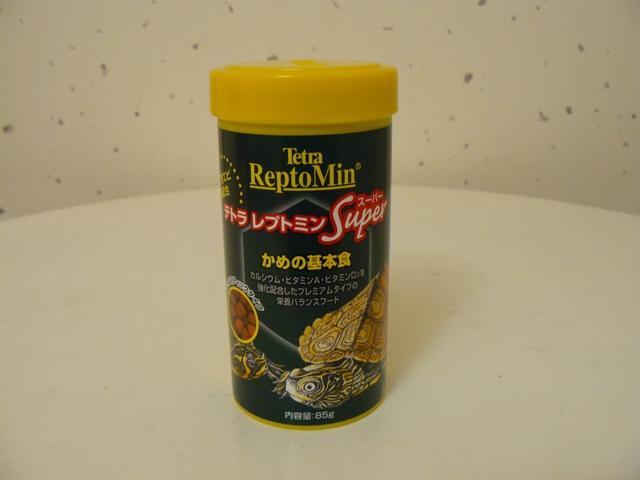 Tetra
ReptoMin®
テトラ レプトミン
スーパー
Super
かめの基本食
カルシウム・ビタミンA・ビタミンD₃を
強化配合したプレミアムタイプの
栄養バランスフード
内容量:85g